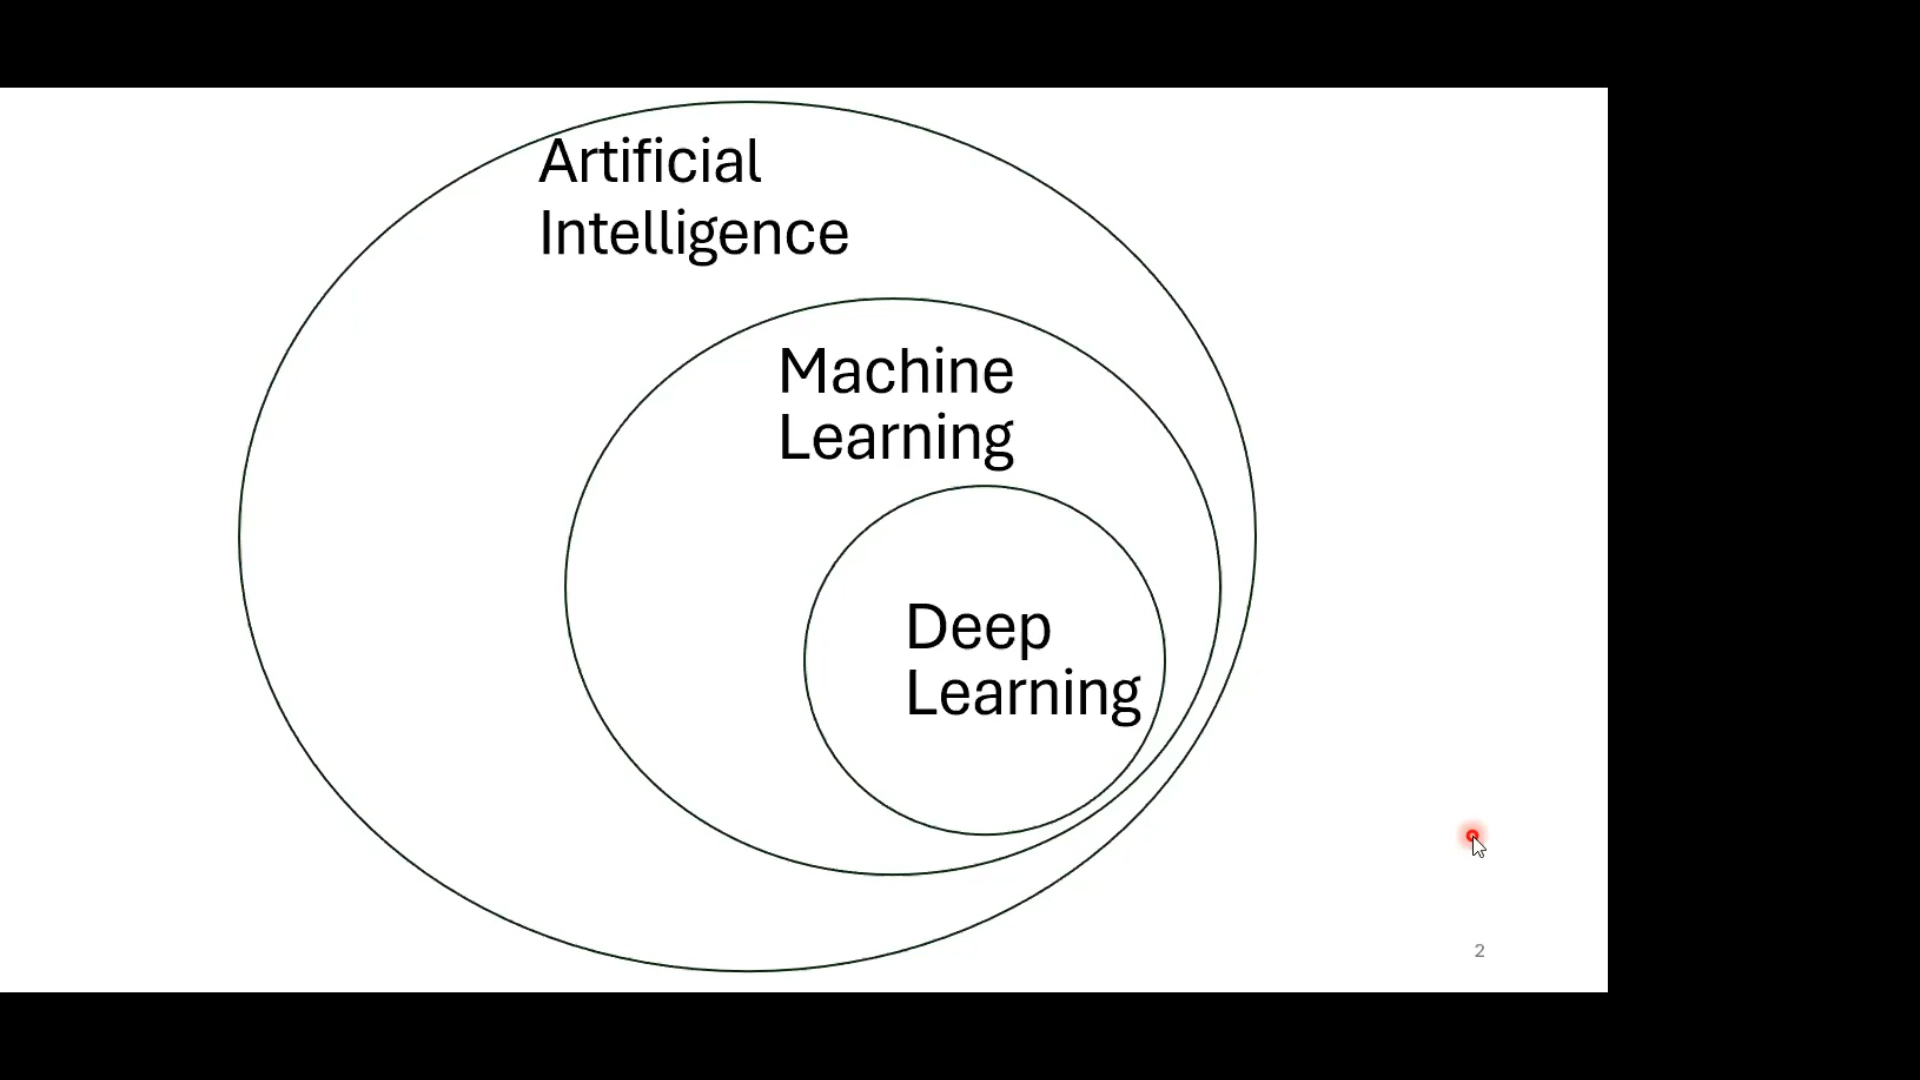 Artificial
Intelligence
Machine
Learning
Deep
Learning
2